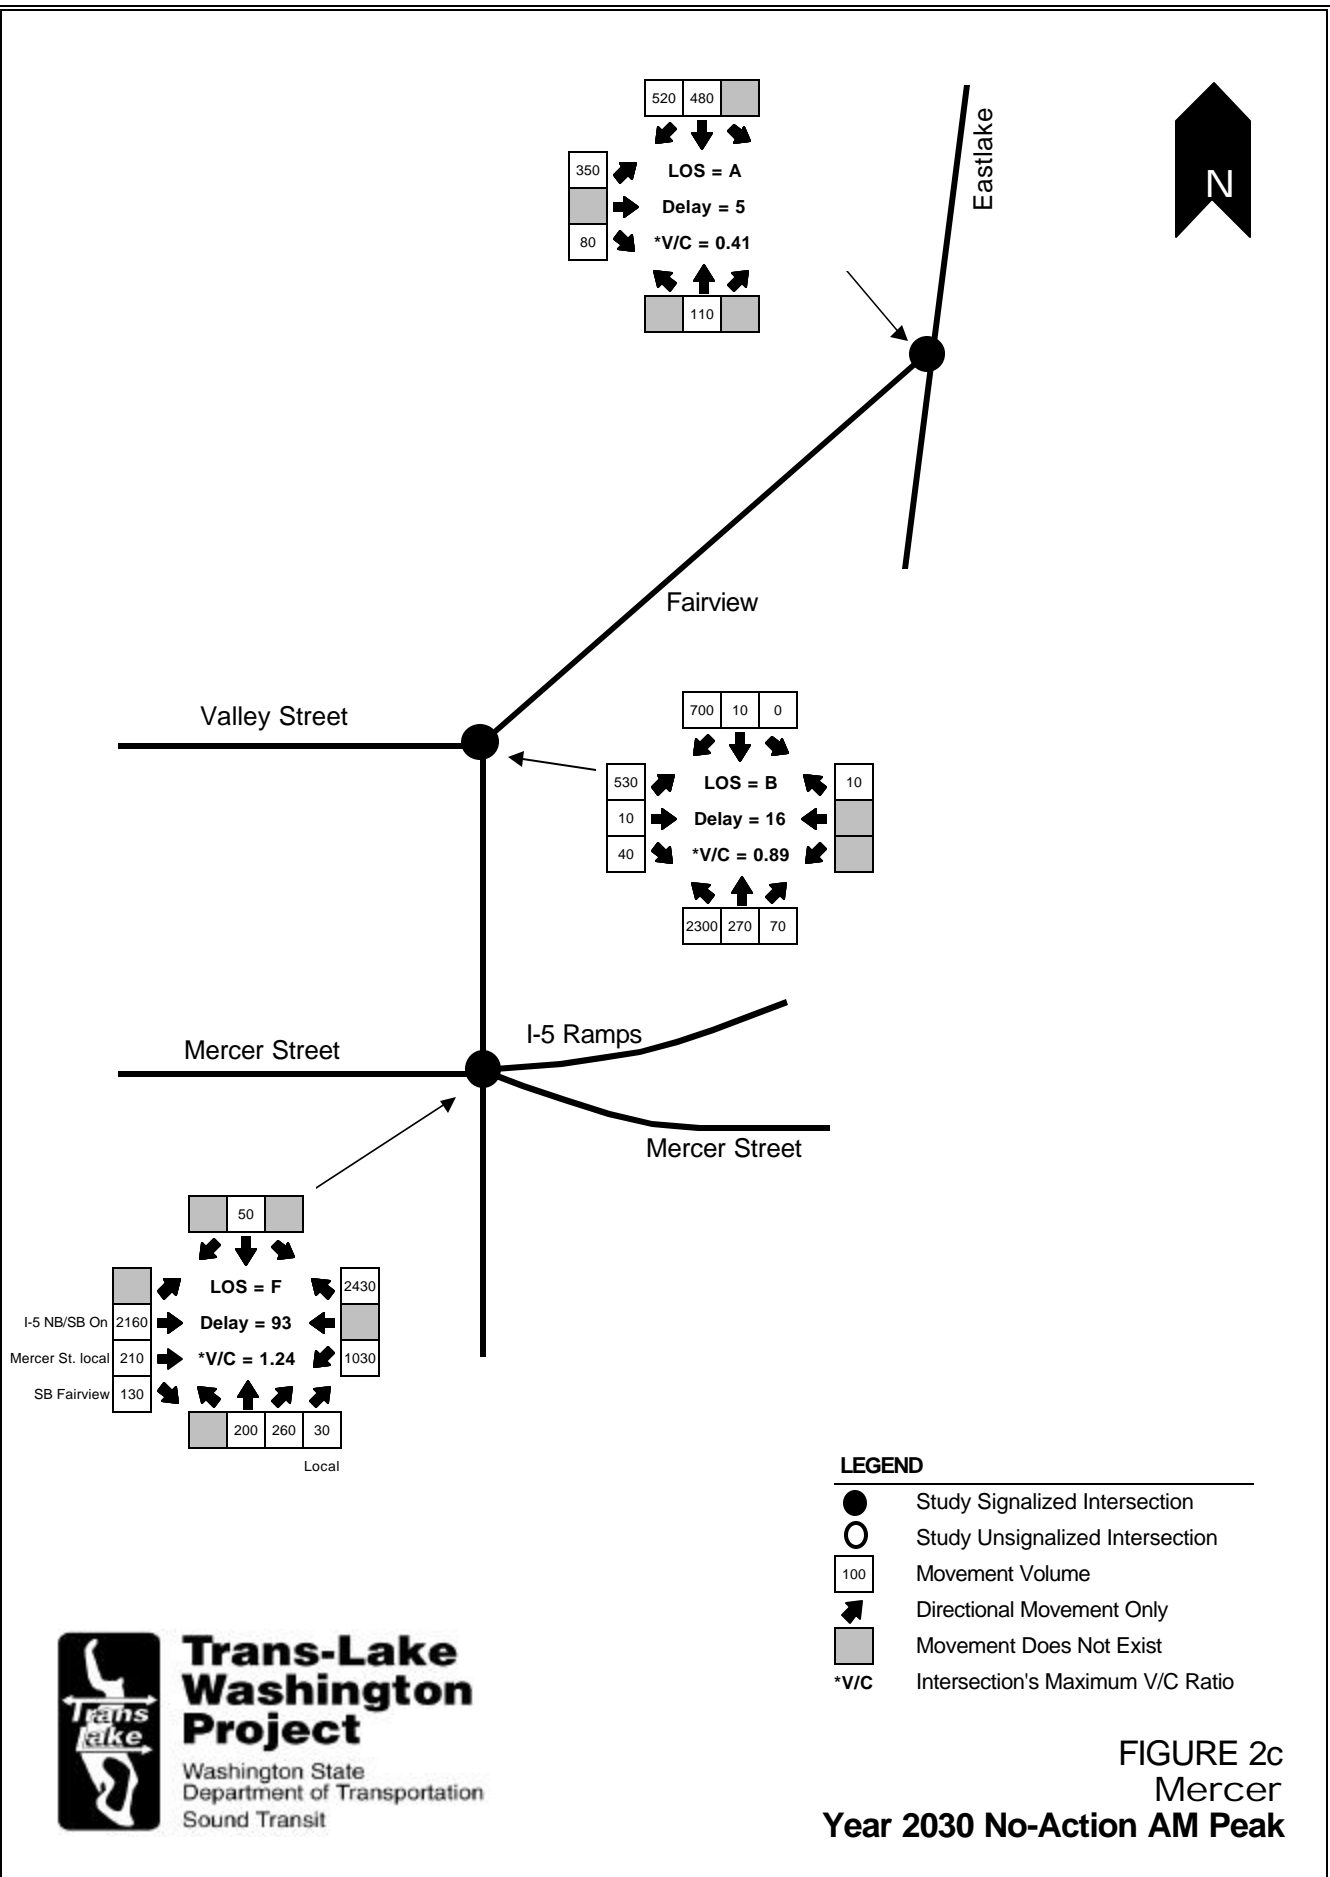 520 480
350
80
LOS = A
Delay = 5
*V/C = 0.41
110
Eastlake
N
Fairview
Valley Street
700 10 0
530
10
40
LOS = B
Delay = 16
*V/C = 0.89
10
2300 270 70
I-5 Ramps
Mercer Street
Mercer Street
50
I-5 NB/SB On 2160
Mercer St. local 210
SB Fairview 130
LOS = F
Delay = 93
*V/C = 1.24
2430
1030
200 260 30
Local
LEGEND
Study Signalized Intersection
Study Unsignalized Intersection
100 Movement Volume
Directional Movement Only
Movement Does Not Exist
*V/C Intersection's Maximum V/C Ratio
Trans
Lake
Trans-Lake
Washington
Project
Washington State
Department of Transportation
Sound Transit
FIGURE 2c
Mercer
Year 2030 No-Action AM Peak